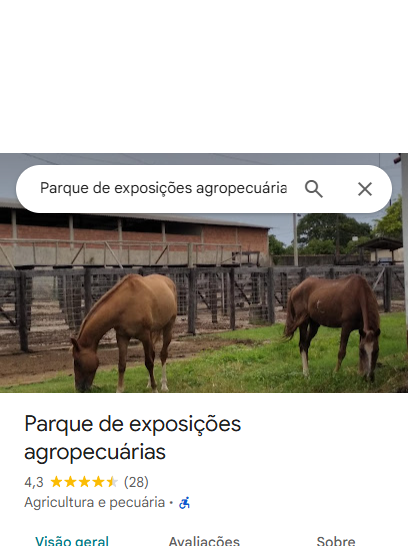 Parque de exposições agropecuária
Parque de exposições
agropecuárias
4,3 (28)
Agricultura e pecuária ·
Visão geral Avaliações Sobre